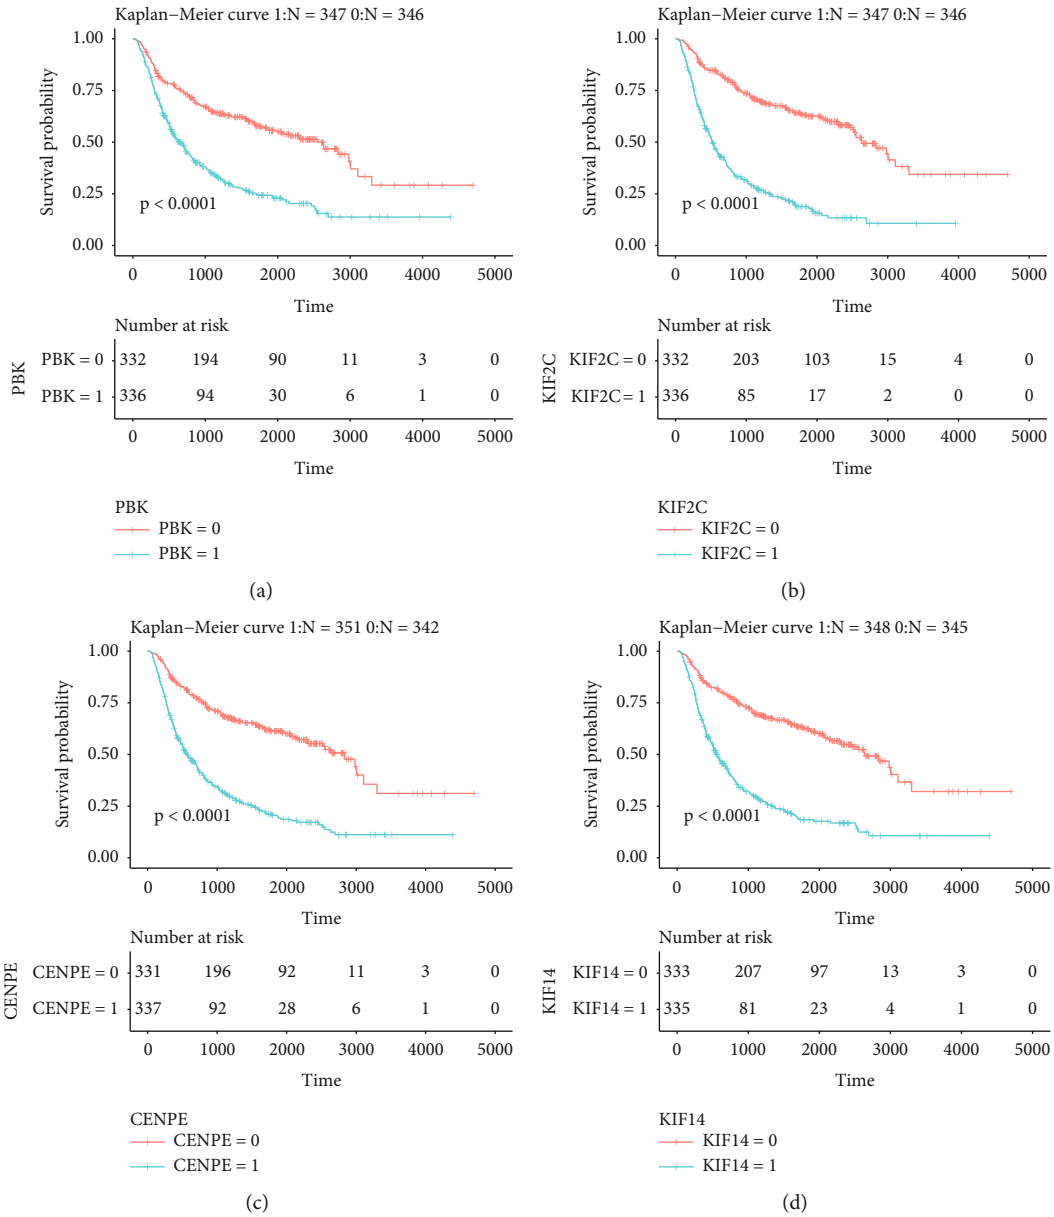 Kaplan−Meier curve 1:N = 347 0:N = 346
1.00
0.75
0.50
0.25
0.00
Survival probability
p < 0.0001
0 1000 2000 3000 4000 5000
Time
Number at risk
PBK
PBK = 0 332 194 90 11 3 0
PBK = 1 336 94 30 6 1 0
0 1000 2000 3000 4000 5000
Time
PBK
PBK = 0
PBK = 1
(a)
Kaplan−Meier curve 1:N = 347 0:N = 346
1.00
0.75
0.50
0.25
0.00
Survival probability
p < 0.0001
0 1000 2000 3000 4000 5000
Time
Number at risk
KIF2C
KIF2C = 0 332 203 103 15 4 0
KIF2C = 1 336 85 17 2 0 0
0 1000 2000 3000 4000 5000
Time
KIF2C
KIF2C = 0
KIF2C = 1
(b)
Kaplan−Meier curve 1:N = 351 0:N = 342
1.00
0.75
0.50
0.25
0.00
Survival probability
p < 0.0001
0 1000 2000 3000 4000 5000
Time
Number at risk
CENPE
CENPE = 0 331 196 92 11 3 0
CENPE = 1 337 92 28 6 1 0
0 1000 2000 3000 4000 5000
Time
CENPE
CENPE = 0
CENPE = 1
(c)
Kaplan−Meier curve 1:N = 348 0:N = 345
1.00
0.75
0.50
0.25
0.00
Survival probability
p < 0.0001
0 1000 2000 3000 4000 5000
Time
Number at risk
KIF14
KIF14 = 0 333 207 97 13 3 0
KIF14 = 1 335 81 23 4 1 0
0 1000 2000 3000 4000 5000
Time
KIF14
KIF14 = 0
KIF14 = 1
(d)